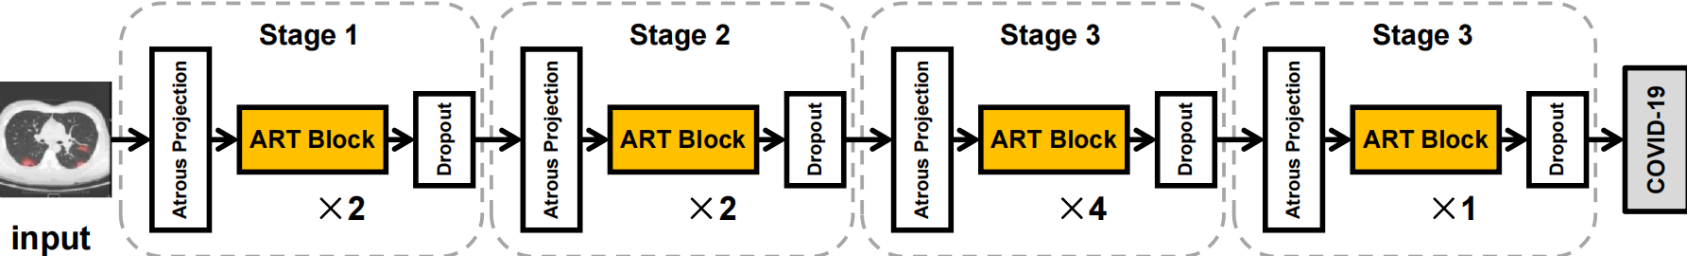 Stage 1
Stage 2
Stage 3
Stage 3
Atrous Projection
ART Block
Dropout
Atrous Projection
ART Block
Dropout
Atrous Projection
ART Block
Dropout
Atrous Projection
ART Block
Dropout
COVID-19
×2
×2
×4
×1
input